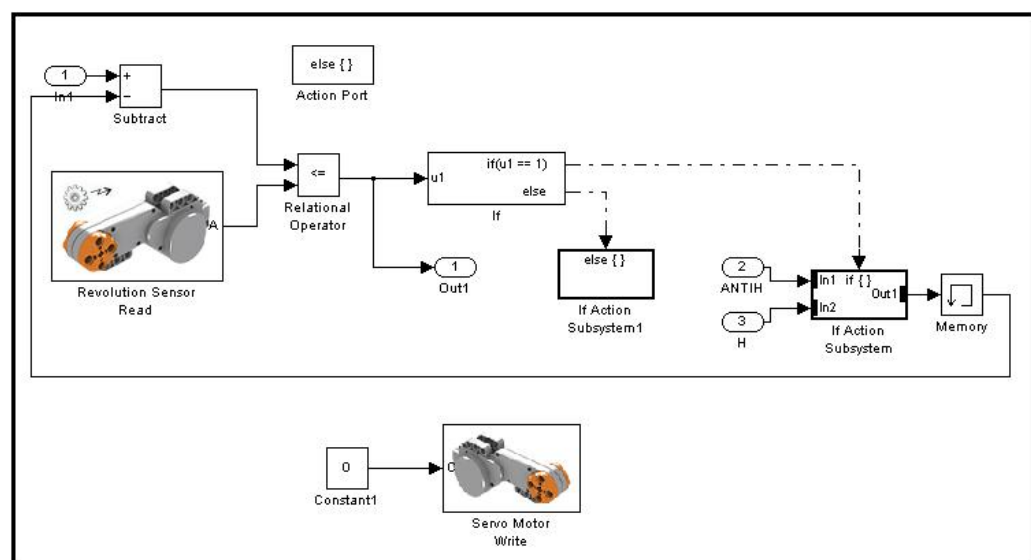 else { }
Action Port
1
In1
+
−
Subtract
A
Revolution Sensor
Read
<=
Relational
Operator
u1
if(u1 == 1)
else
If
1
Out1
else { }
If Action
Subsystem1
2
ANTIH
3
H
In1
if { }
Out1
In2
If Action
Subsystem
Memory
0
Constant1
C
Servo Motor
Write